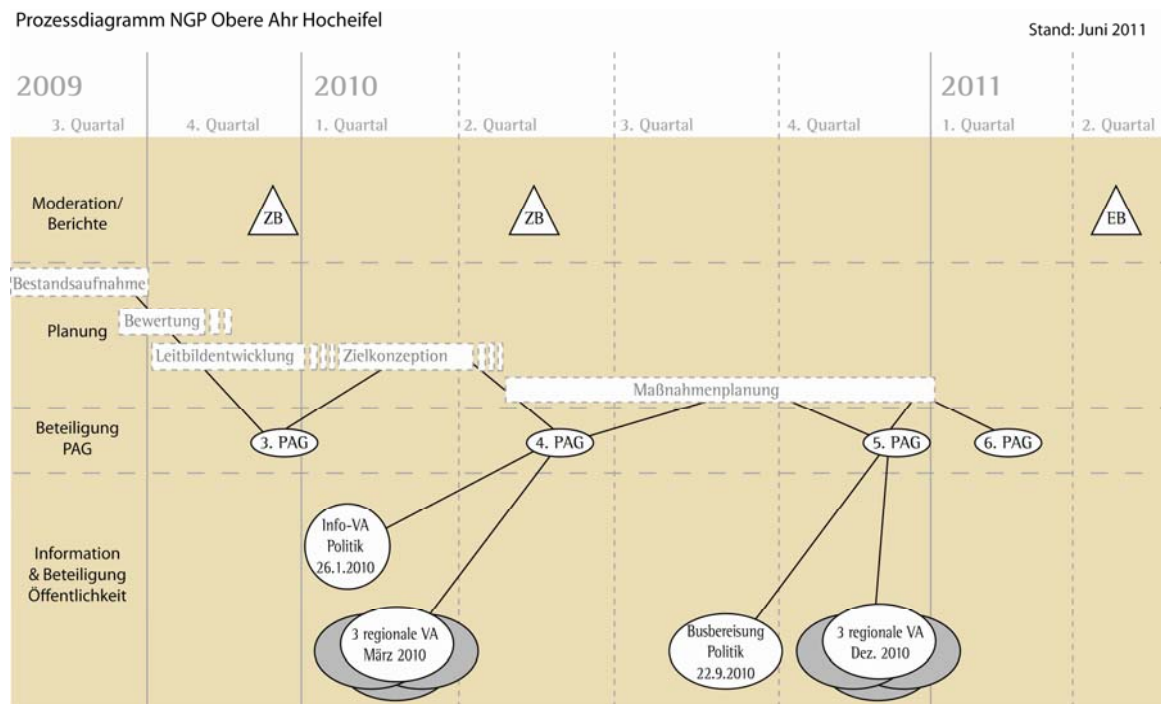 Prozessdiagramm NGP Obere Ahr Hocheifel
Stand: Juni 2011
2009
2010
2011
3. Quartal
4. Quartal
1. Quartal
2. Quartal
3. Quartal
4. Quartal
1. Quartal
2. Quartal
Moderation/
Berichte
ZB
ZB
EB
Bestandsaufnahme
Planung
Bewertung
Leitbildentwicklung
Zielkonzeption
Maßnahmenplanung
Beteiligung
PAG
3. PAG
4. PAG
5. PAG
6. PAG
Information
& Beteiligung
Öffentlichkeit
Info-VA
Politik
26.1.2010
3 regionale VA
März 2010
Busbereisung
Politik
22.9.2010
3 regionale VA
Dez. 2010